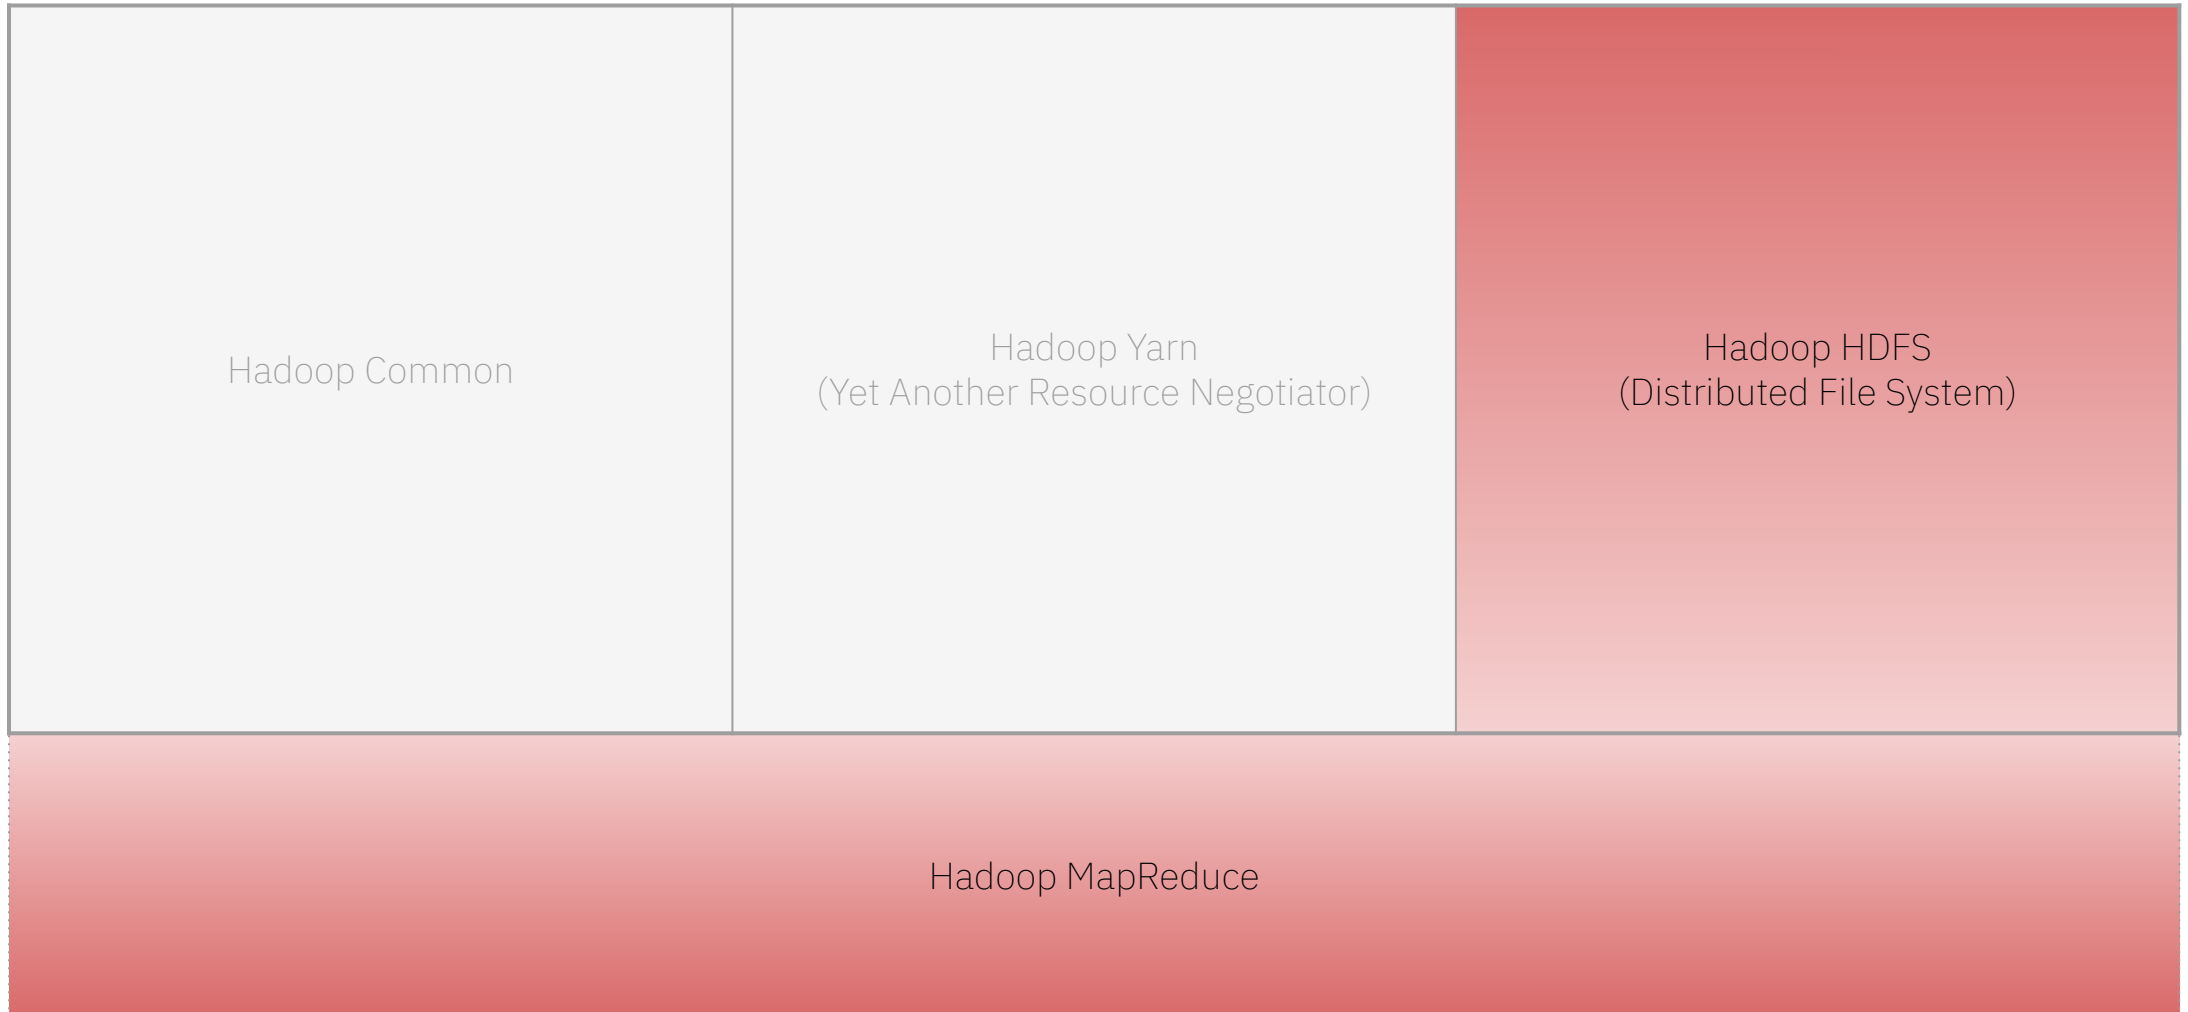 Hadoop Common
Hadoop Yarn
(Yet Another Resource Negotiator)
Hadoop HDFS
(Distributed File System)
Hadoop MapReduce